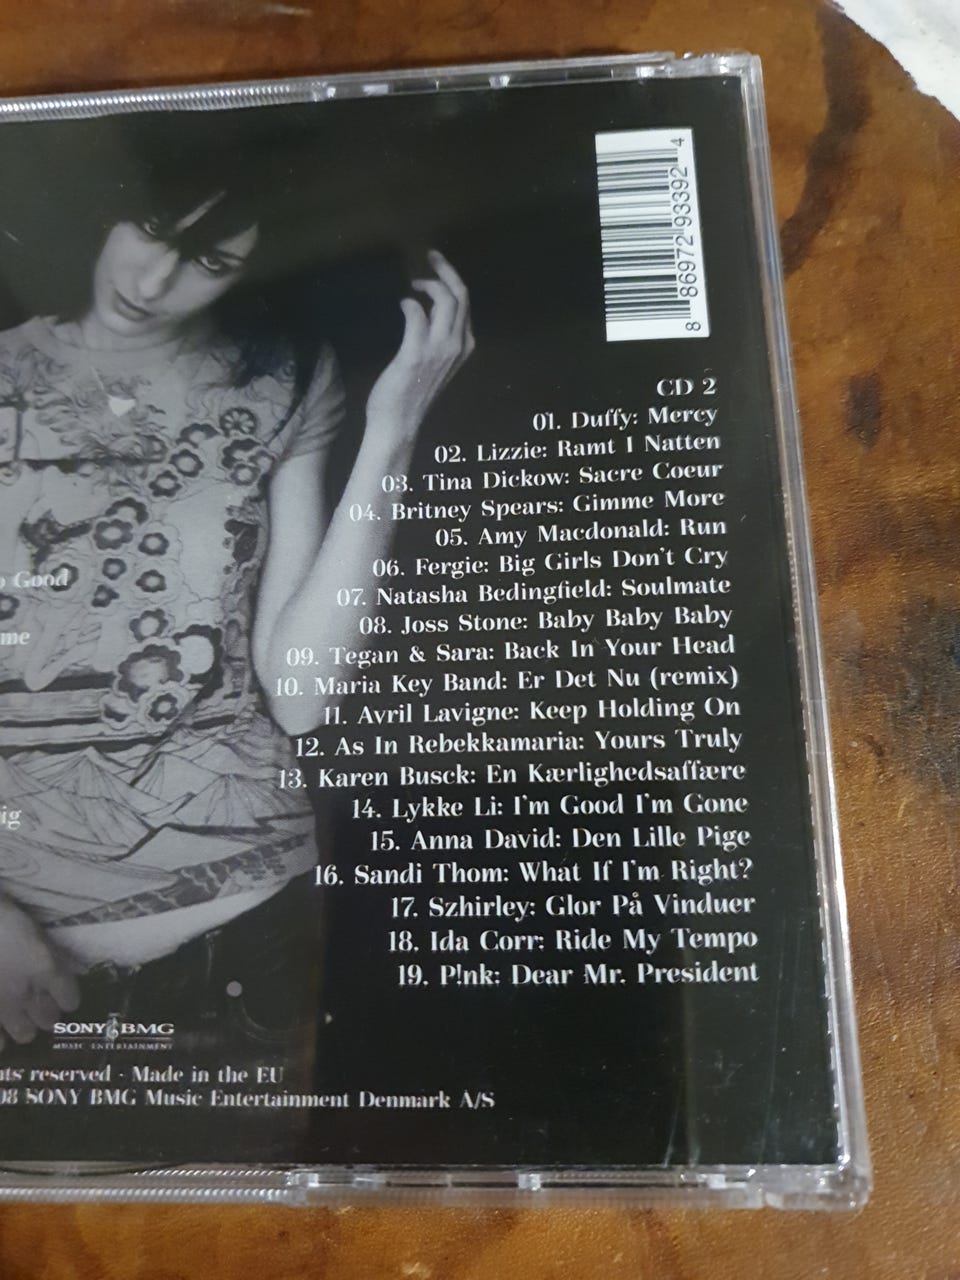 8 86972 93392 4
CD 2
01. Duffy: Mercy
02. Lizzie: Ramt I Natten
03. Tina Dickow: Sacre Coeur
04. Britney Spears: Gimme More
05. Amy Macdonald: Run
06. Fergie: Big Girls Don't Cry
07. Natasha Bedingfield: Soulmate
08. Joss Stone: Baby Baby Baby
09. Tegan & Sara: Back In Your Head
10. Maria Key Band: Er Det Nu (remix)
11. Avril Lavigne: Keep Holding On
12. As In Rebekkamaria: Yours Truly
13. Karen Busck: En Kærlighedsaffære
14. Lykke Li: I'm Good I'm Gone
15. Anna David: Den Lille Pige
16. Sandi Thom: What If I'm Right?
17. Szhirley: Glor På Vinduer
18. Ida Corr: Ride My Tempo
19. P!nk: Dear Mr. President
Good
me
ig
SONY BMG
MUSIC ENTERTAINMENT
reserved · Made in the EU
08 SONY BMG Music Entertainment Denmark A/S